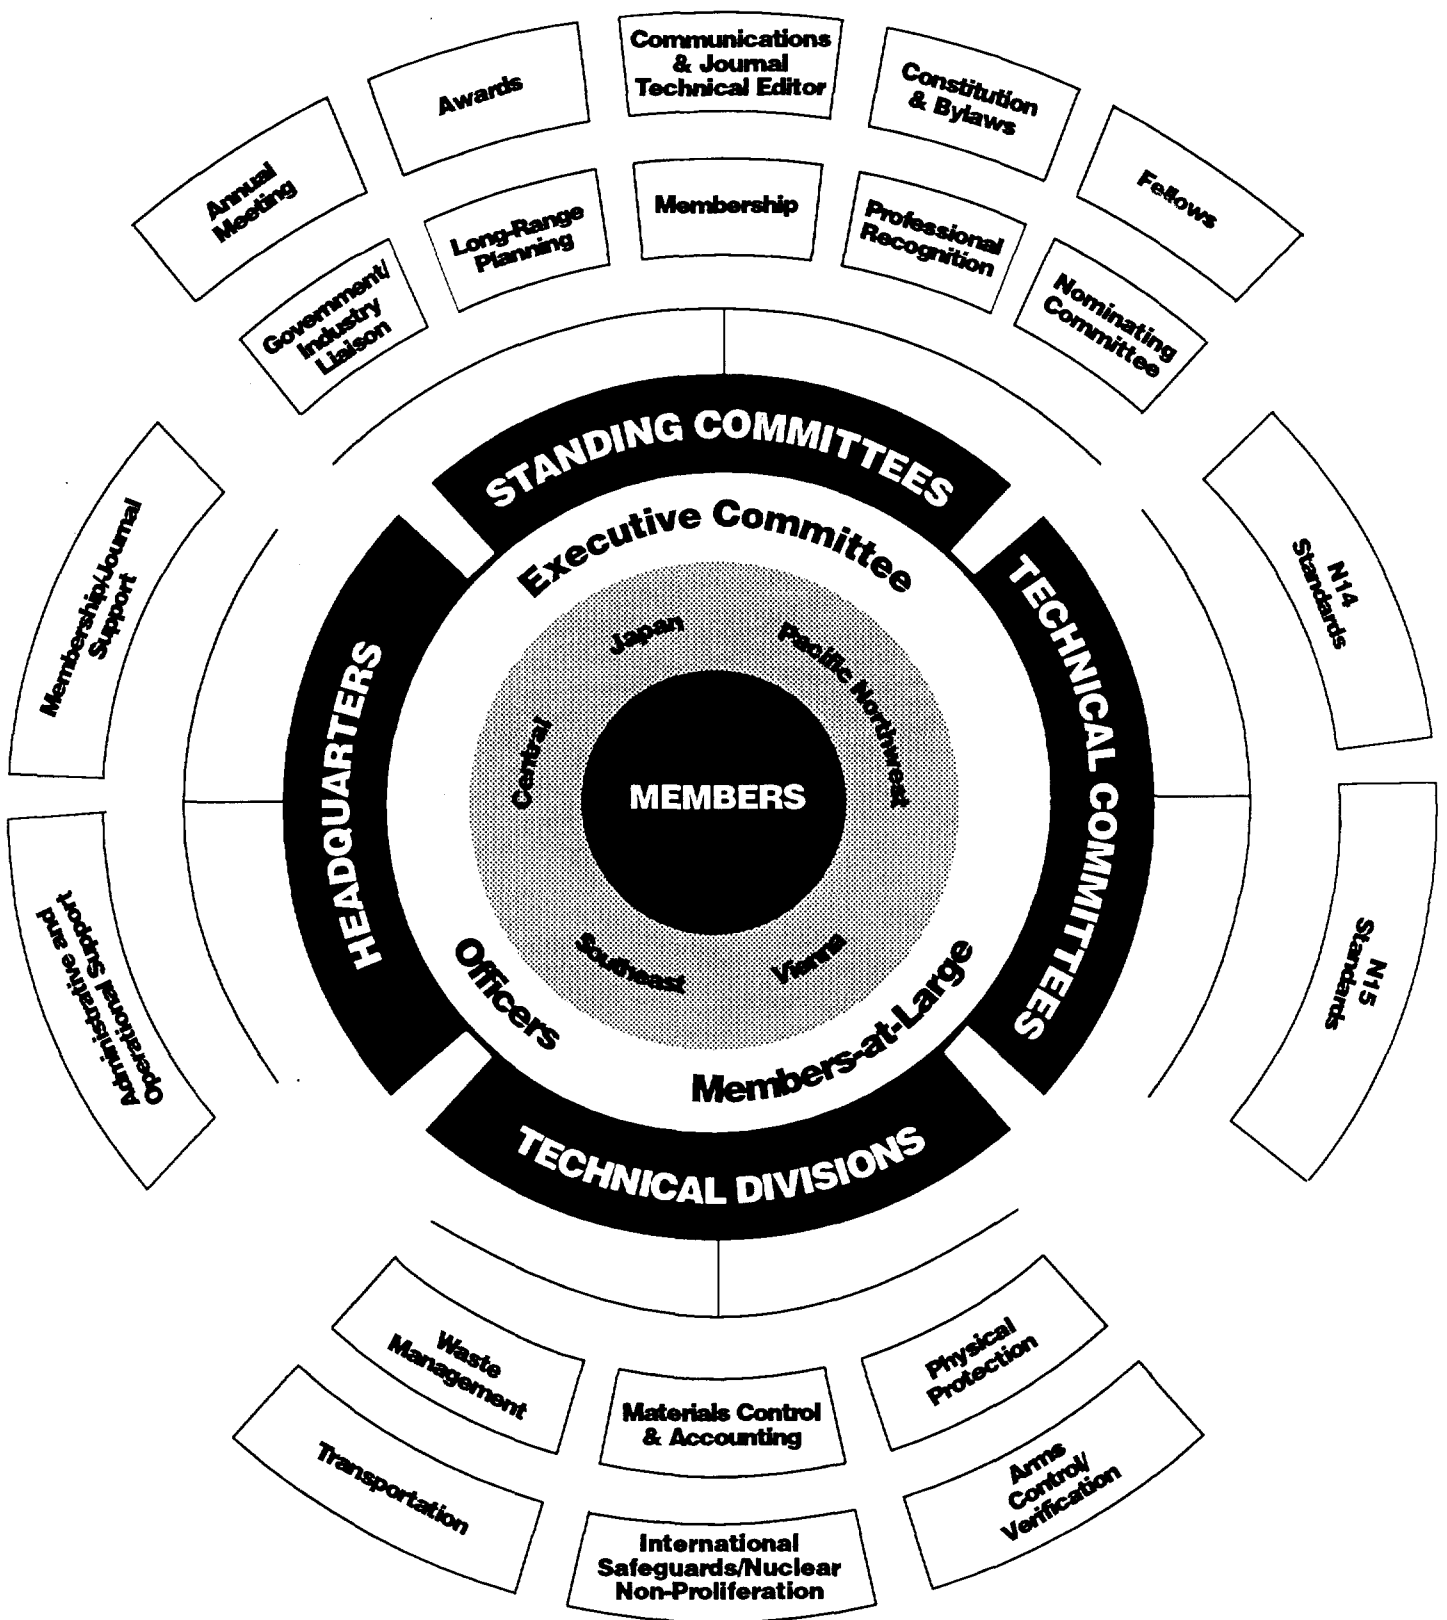 Communications
& Journal
Technical Editor
Awards
Constitution
& Bylaws
Annual
Meeting
Fellows
Long-Range
Planning
Membership
Professional
Recognition
Government/
Industry
Liaison
Nominating
Committee
STANDING COMMITTEES
Executive Committee
Membership/Journal
Support
N14
Standards
HEADQUARTERS
TECHNICAL COMMITTEES
Japan
Pacific Northwest
Central
MEMBERS
Southeast
Vienna
Officers
Members-at-Large
Administrative and
Operational Support
N15
Standards
TECHNICAL DIVISIONS
Waste
Management
Physical
Protection
Materials Control
& Accounting
Transportation
Arms
Control/
Verification
International
Safeguards/Nuclear
Non-Proliferation